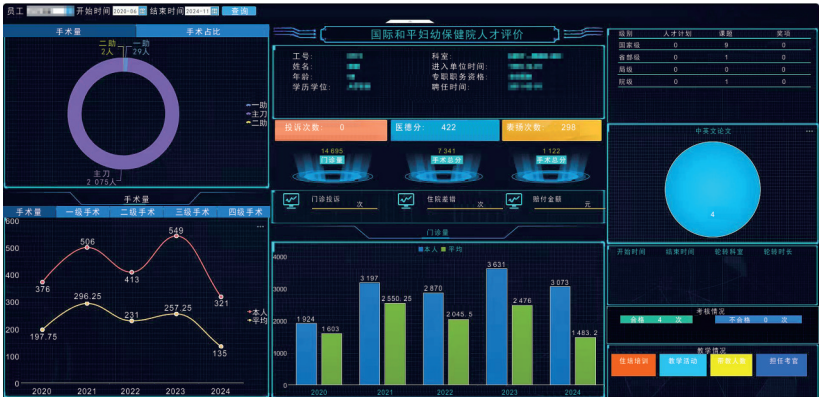 员工 开始时间 2020-06 结束时间 2024-11 查询
手术量 手术占比
二助
2人
一助
29人
一助
主刀
二助
主刀
2 075人
手术量
手术量 一级手术 二级手术 三级手术 四级手术
600
500
400
300
200
100
0
376 506 413 549 321
197.75 296.25 231 257.25 135
本人
平均
2020 2021 2022 2023 2024
国际和平妇幼保健院人才评价
工号: 科室:
姓名: 进入单位时间:
年龄: 专职职务资格:
学历学位: 聘任时间:
投诉次数: 0 医德分: 422 表扬次数: 298
14 695 7 341 1 122
门诊量 手术总分 手术总分
门诊投诉 次 住院差错 次 赔付金额 元
门诊量
本人 平均
4000
3000
2000
1000
0
1 924 3 197 2 870 3 631 3 073
1 603 2 550.25 2 045.5 2 476 1 483.2
2020 2021 2022 2023 2024
级别 人才计划 课题 奖项
国家级 0 9 0
省部级 0 1 0
局级 0 0 0
院级 0 1 0
中英文论文
4
开始时间 结束时间 轮转科室 轮转时长
考核情况
合格 4 次 不合格 0 次
教学情况
住培培训 教学活动 带教人数 担任考官